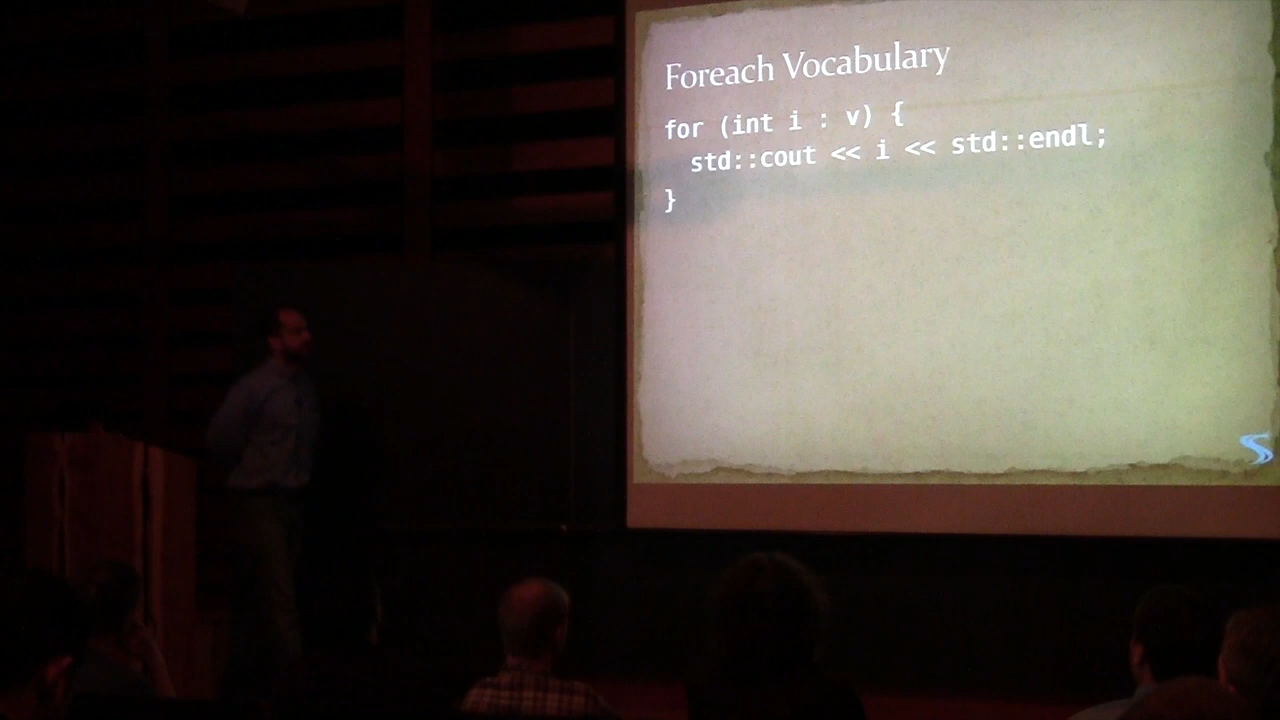 Foreach Vocabulary
for (int i : v) {
  std::cout << i << std::endl;
}